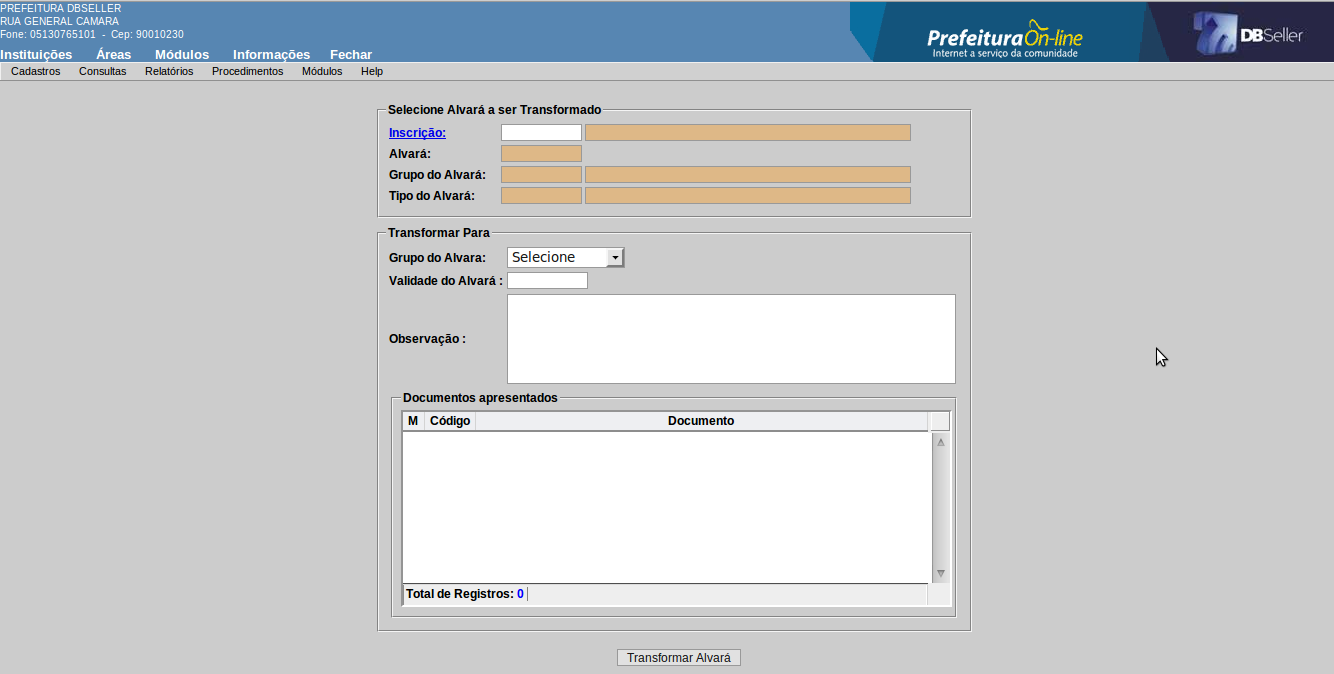 PREFEITURA DBSELLER
RUA GENERAL CAMARA
Fone: 05130765101 - Cep: 90010230
PrefeituraOn-line
Internet a serviço da comunidade
DBSeller
Instituições Áreas Módulos Informações Fechar
Cadastros Consultas Relatórios Procedimentos Módulos Help
Selecione Alvará a ser Transformado
Inscrição:
Alvará:
Grupo do Alvará:
Tipo do Alvará:
Transformar Para
Grupo do Alvara: Selecione
Validade do Alvará :
Observação :
Documentos apresentados
M Código Documento
Total de Registros: 0
Transformar Alvará